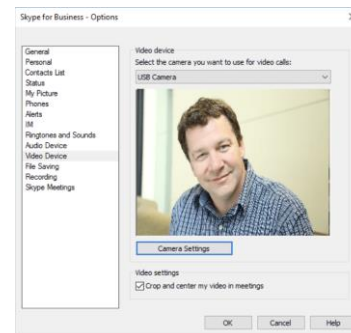 Skype for Business - Options
General
Personal
Contacts List
Status
My Picture
Phones
Alerts
IM
Ringtones and Sounds
Audio Device
Video Device
File Saving
Recording
Skype Meetings
Video device
Select the camera you want to use for video calls:
USB Camera
Camera Settings
Video settings
Crop and center my video in meetings
OK
Cancel
Help